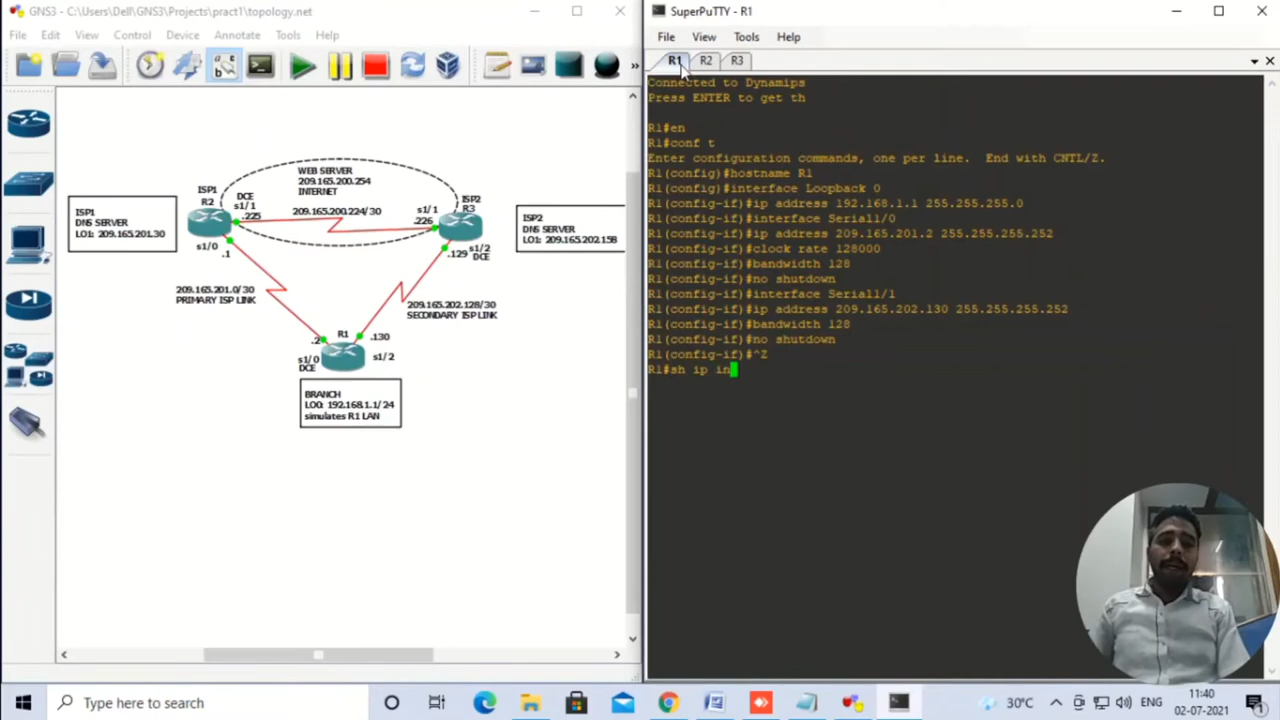 GNS3 - C:\Users\Dell\GNS3\Projects\pract1\topology.net
File Edit View Control Device Annotate Tools Help
WEB SERVER
209.165.200.254
INTERNET
ISP1
R2
DCE
s1/1
.225
209.165.200.224/30
s1/1
.226
ISP2
R3
ISP1
DNS SERVER
LO1: 209.165.201.30
ISP2
DNS SERVER
LO1: 209.165.202.158
s1/0
.1
.129
s1/2
DCE
209.165.201.0/30
PRIMARY ISP LINK
209.165.202.128/30
SECONDARY ISP LINK
.2
R1
.130
s1/0
DCE
s1/2
BRANCH
LO0: 192.168.1.1/24
simulates R1 LAN
SuperPuTTY - R1
File View Tools Help
R1 R2 R3
Connected to Dynamips
Press ENTER to get th
R1#en
R1#conf t
Enter configuration commands, one per line.  End with CNTL/Z.
R1(config)#hostname R1
R1(config)#interface Loopback 0
R1(config-if)#ip address 192.168.1.1 255.255.255.0
R1(config-if)#interface Serial1/0
R1(config-if)#ip address 209.165.201.2 255.255.255.252
R1(config-if)#clock rate 128000
R1(config-if)#bandwidth 128
R1(config-if)#no shutdown
R1(config-if)#interface Serial1/1
R1(config-if)#ip address 209.165.202.130 255.255.255.252
R1(config-if)#bandwidth 128
R1(config-if)#no shutdown
R1(config-if)#^Z
R1#sh ip in
Type here to search
30°C
ENG
11:40
02-07-2021